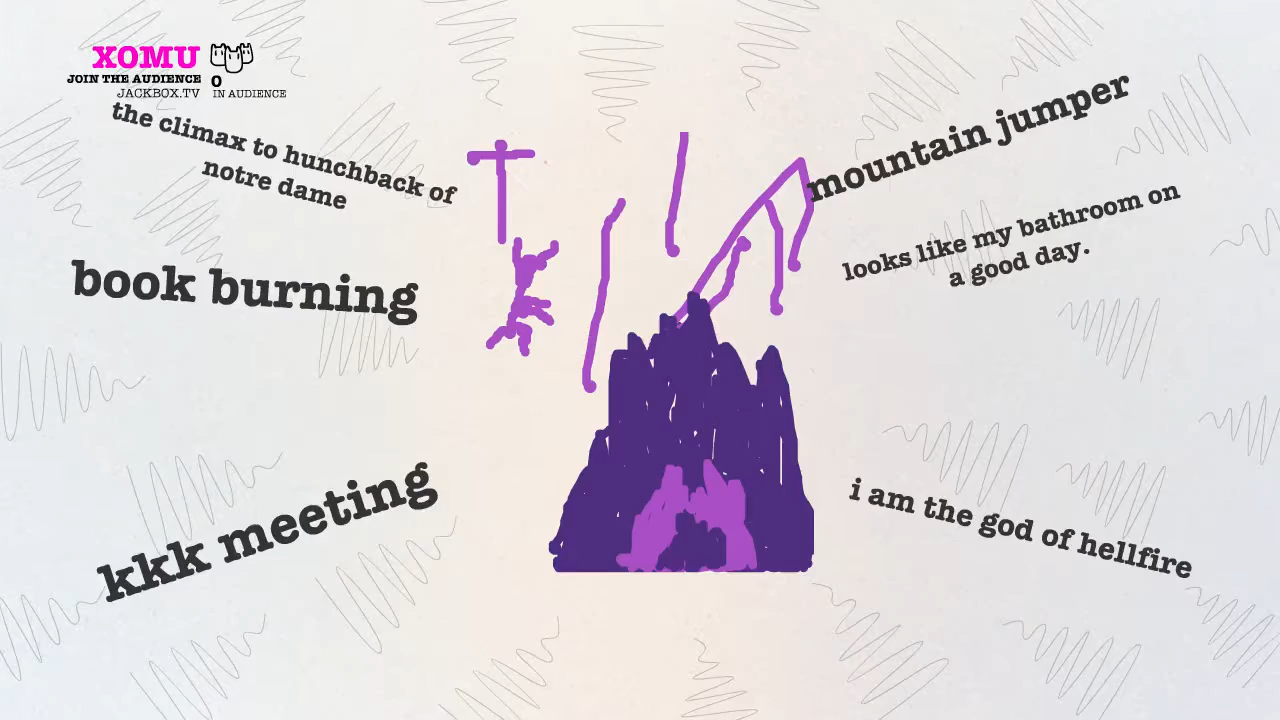 XOMU
JOIN THE AUDIENCE
JACKBOX.TV
0
IN AUDIENCE
the climax to hunchback of
notre dame
book burning
kkk meeting
mountain jumper
looks like my bathroom on
a good day.
i am the god of hellfire